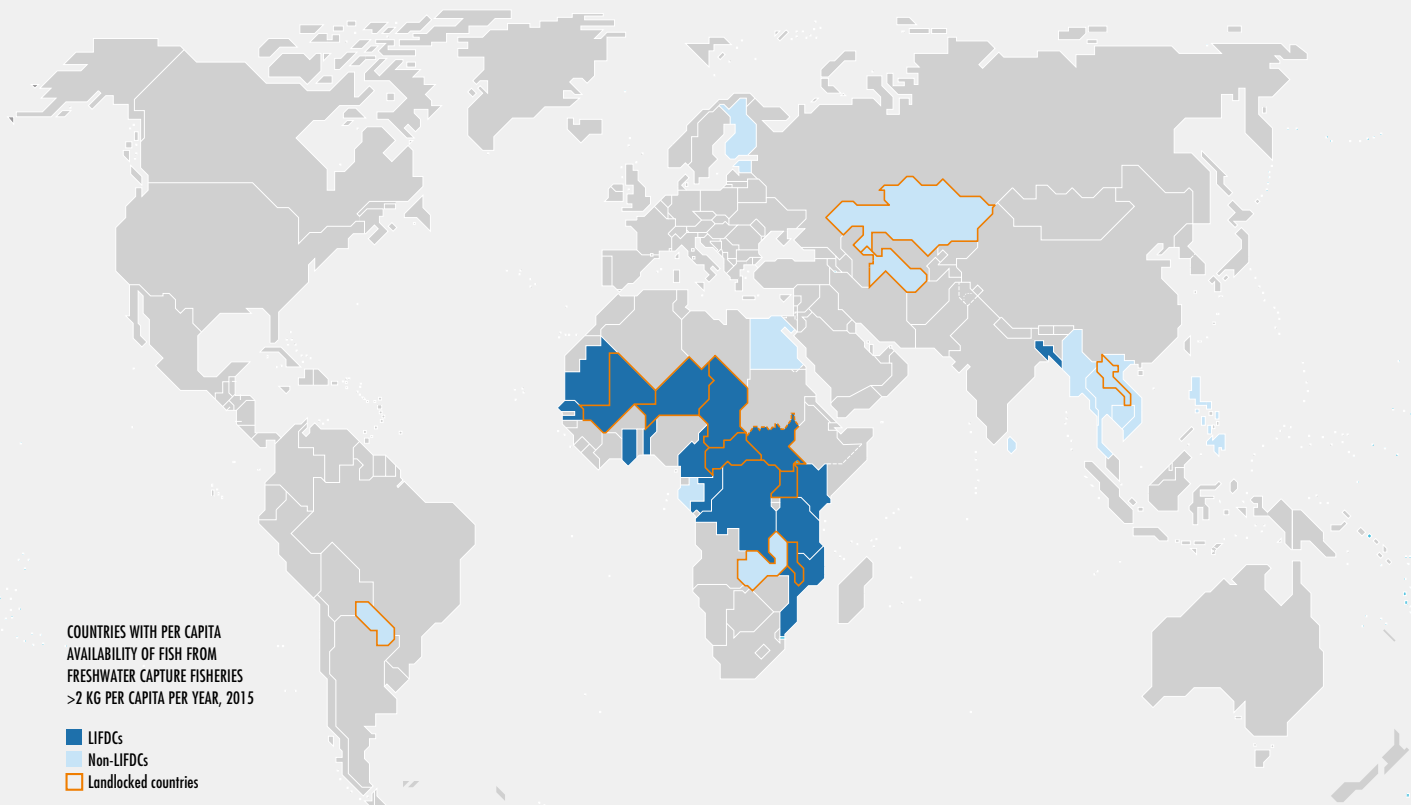 COUNTRIES WITH PER CAPITA
AVAILABILITY OF FISH FROM
FRESHWATER CAPTURE FISHERIES
>2 KG PER CAPITA PER YEAR, 2015
LIFDCs
Non-LIFDCs
Landlocked countries